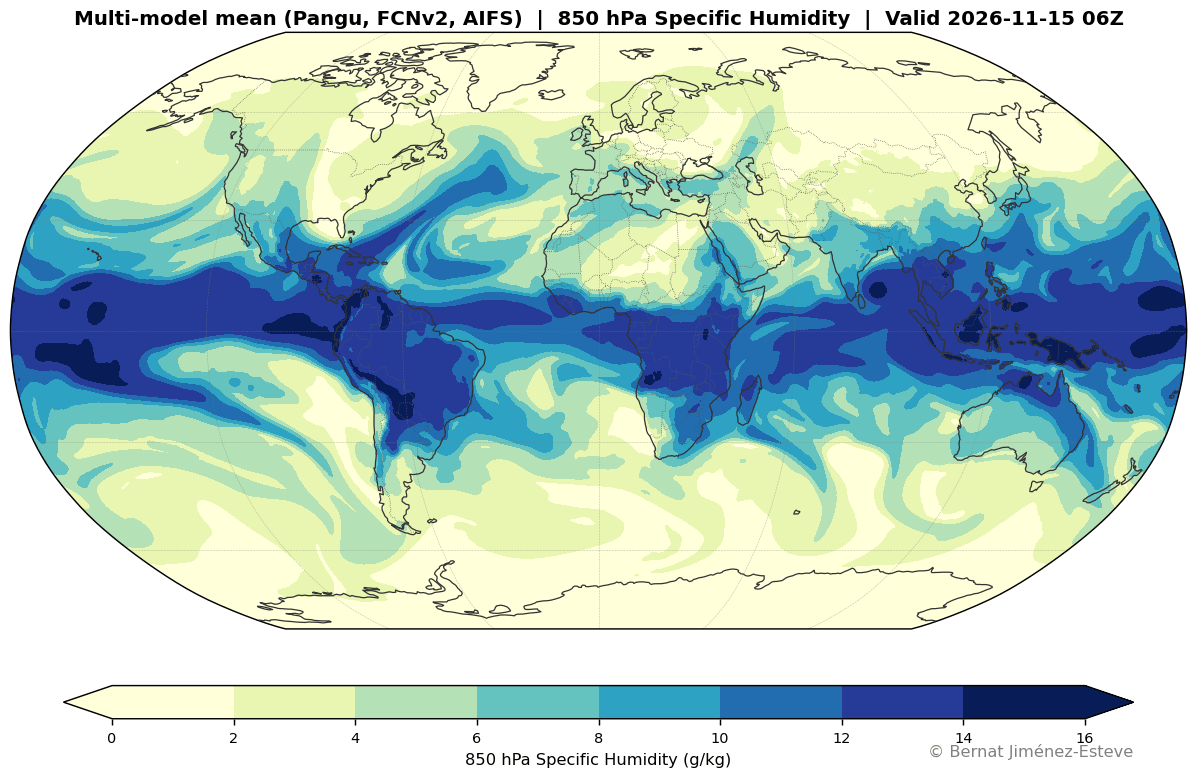 Multi-model mean (Pangu, FCNv2, AIFS) | 850 hPa Specific Humidity | Valid 2026-11-15 06Z
0 2 4 6 8 10 12 14 16
850 hPa Specific Humidity (g/kg)
© Bernat Jiménez-Esteve